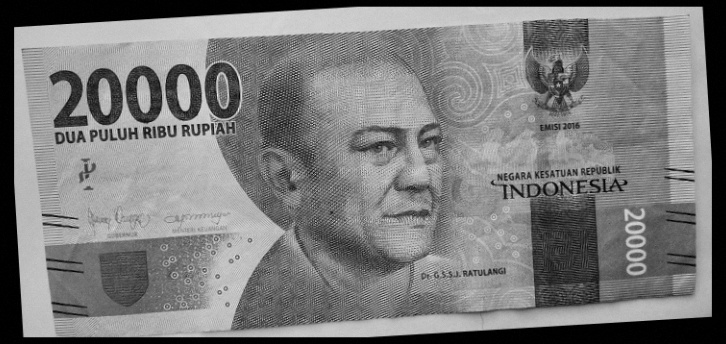 20000
DUA PULUH RIBU RUPIAH
EMISI 2016
NEGARA KESATUAN REPUBLIK
INDONESIA
GUBERNUR
MENTERI KEUANGAN
20000
Dr. G.S.S.J. RATULANGI